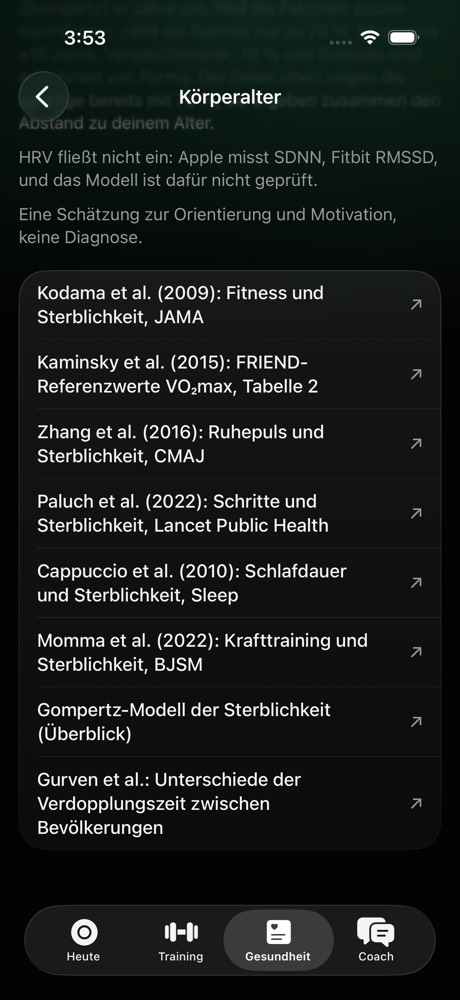 3:53
Körperalter
Abstand zu deinem Alter.
HRV fließt nicht ein: Apple misst SDNN, Fitbit RMSSD,
und das Modell ist dafür nicht geprüft.
Eine Schätzung zur Orientierung und Motivation,
keine Diagnose.
Kodama et al. (2009): Fitness und
Sterblichkeit, JAMA
Kaminsky et al. (2015): FRIEND-
Referenzwerte VO₂max, Tabelle 2
Zhang et al. (2016): Ruhepuls und
Sterblichkeit, CMAJ
Paluch et al. (2022): Schritte und
Sterblichkeit, Lancet Public Health
Cappuccio et al. (2010): Schlafdauer
und Sterblichkeit, Sleep
Momma et al. (2022): Krafttraining und
Sterblichkeit, BJSM
Gompertz-Modell der Sterblichkeit
(Überblick)
Gurven et al.: Unterschiede der
Verdopplungszeit zwischen
Bevölkerungen
Heute
Training
Gesundheit
Coach